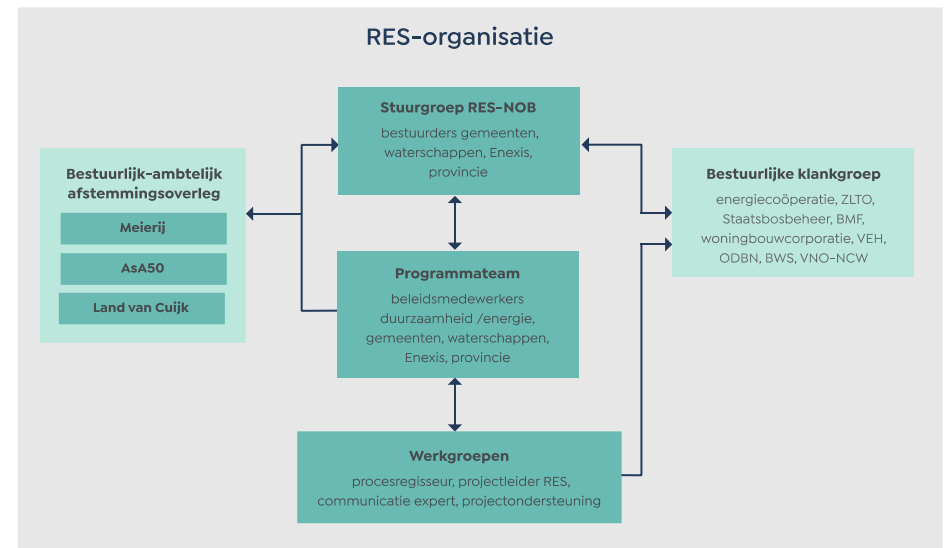 RES-organisatie
Stuurgroep RES-NOB
bestuurders gemeenten,
waterschappen, Enexis,
provincie
Bestuurlijk-ambtelijk
afstemmingsoverleg
Meierij
AsA50
Land van Cuijk
Bestuurlijke klankgroep
energiecoöperatie, ZLTO,
Staatsbosbeheer, BMF,
woningbouwcorporatie, VEH,
ODBN, BWS, VNO-NCW
Programmateam
beleidsmedewerkers
duurzaamheid /energie,
gemeenten, waterschappen,
Enexis, provincie
Werkgroepen
procesregisseur, projectleider RES,
communicatie expert, projectondersteuning